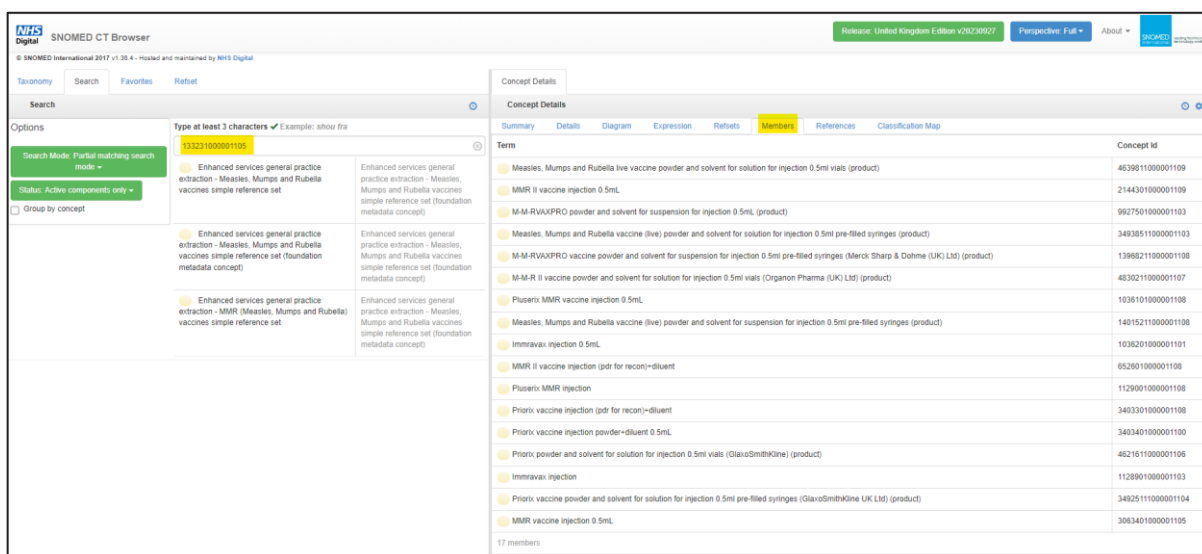 NHS
Digital SNOMED CT Browser
Release: United Kingdom Edition v20230927
Perspective: Full
About
SNOMED
International
© SNOMED International 2017 v1.36.4 - Hosted and maintained by NHS Digital
Taxonomy Search Favorites Refset
Search
Options
Search Mode: Partial matching search
mode
Status: Active components only
Group by concept
Type at least 3 characters ✔ Example: shou fra
133231000001105
Enhanced services general practice
extraction - Measles, Mumps and Rubella
vaccines simple reference set
Enhanced services general
practice extraction - Measles,
Mumps and Rubella vaccines
simple reference set (foundation
metadata concept)
Enhanced services general practice
extraction - Measles, Mumps and Rubella
vaccines simple reference set (foundation
metadata concept)
Enhanced services general
practice extraction - Measles,
Mumps and Rubella vaccines
simple reference set (foundation
metadata concept)
Enhanced services general practice
extraction - MMR (Measles, Mumps and Rubella)
vaccines simple reference set
Enhanced services general
practice extraction - Measles,
Mumps and Rubella vaccines
simple reference set (foundation
metadata concept)
Concept Details
Concept Details
Summary Details Diagram Expression Refsets Members References Classification Map
Term Concept Id
Measles, Mumps and Rubella live vaccine powder and solvent for solution for injection 0.5ml vials (product) 4639811000001109
MMR II vaccine injection 0.5mL 2144301000001109
M-M-RVAXPRO powder and solvent for suspension for injection 0.5mL (product) 9927501000001103
Measles, Mumps and Rubella vaccine (live) powder and solvent for solution for injection 0.5ml pre-filled syringes (product) 34938511000001103
M-M-RVAXPRO vaccine powder and solvent for suspension for injection 0.5ml pre-filled syringes (Merck Sharp & Dohme (UK) Ltd) (product) 13968211000001108
M-M-R II vaccine powder and solvent for solution for injection 0.5ml vials (Organon Pharma (UK) Ltd) (product) 4830211000001107
Pluserix MMR vaccine injection 0.5mL 1036101000001108
Measles, Mumps and Rubella vaccine (live) powder and solvent for suspension for injection 0.5ml pre-filled syringes (product) 14015211000001108
Immravax injection 0.5mL 1036201000001101
MMR II vaccine injection (pdr for recon)+diluent 652601000001108
Pluserix MMR injection 1129001000001108
Priorix vaccine injection (pdr for recon)+diluent 3403301000001108
Priorix vaccine injection powder+diluent 0.5mL 3403401000001100
Priorix powder and solvent for solution for injection 0.5ml vials (GlaxoSmithKline) (product) 4621611000001106
Immravax injection 1128901000001103
Priorix vaccine powder and solvent for solution for injection 0.5ml pre-filled syringes (GlaxoSmithKline UK Ltd) (product) 34925111000001104
MMR vaccine injection 0.5mL 3063401000001105
17 members